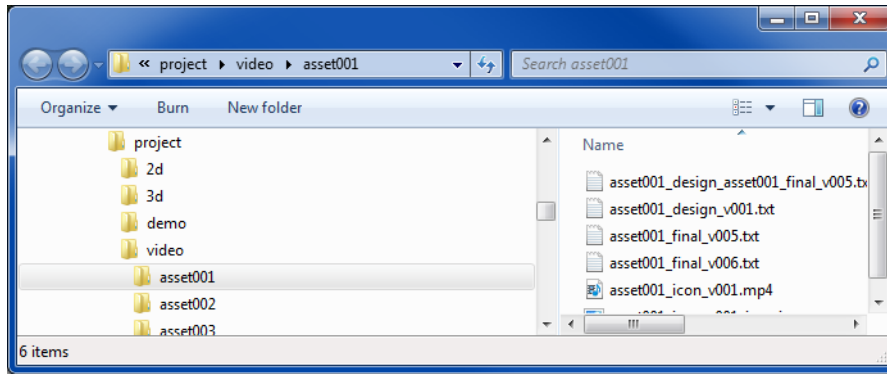 « project video asset001
Search asset001
Organize Burn New folder
project
2d
3d
demo
video
asset001
asset002
asset003
Name
asset001_design_asset001_final_v005.tx
asset001_design_v001.txt
asset001_final_v005.txt
asset001_final_v006.txt
asset001_icon_v001.mp4
6 items